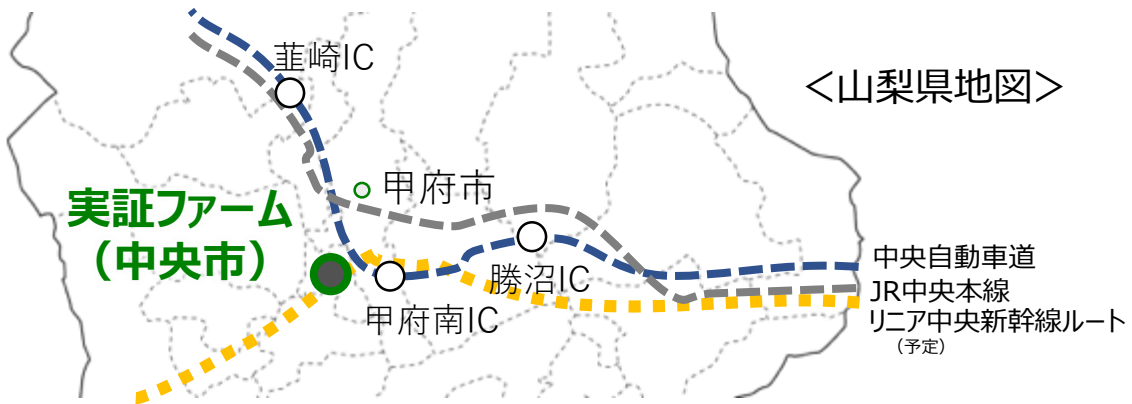 韮崎IC
<山梨県地図>
甲府市
実証ファーム
(中央市)
勝沼IC
甲府南IC
中央自動車道
JR中央本線
リニア中央新幹線ルート
(予定)